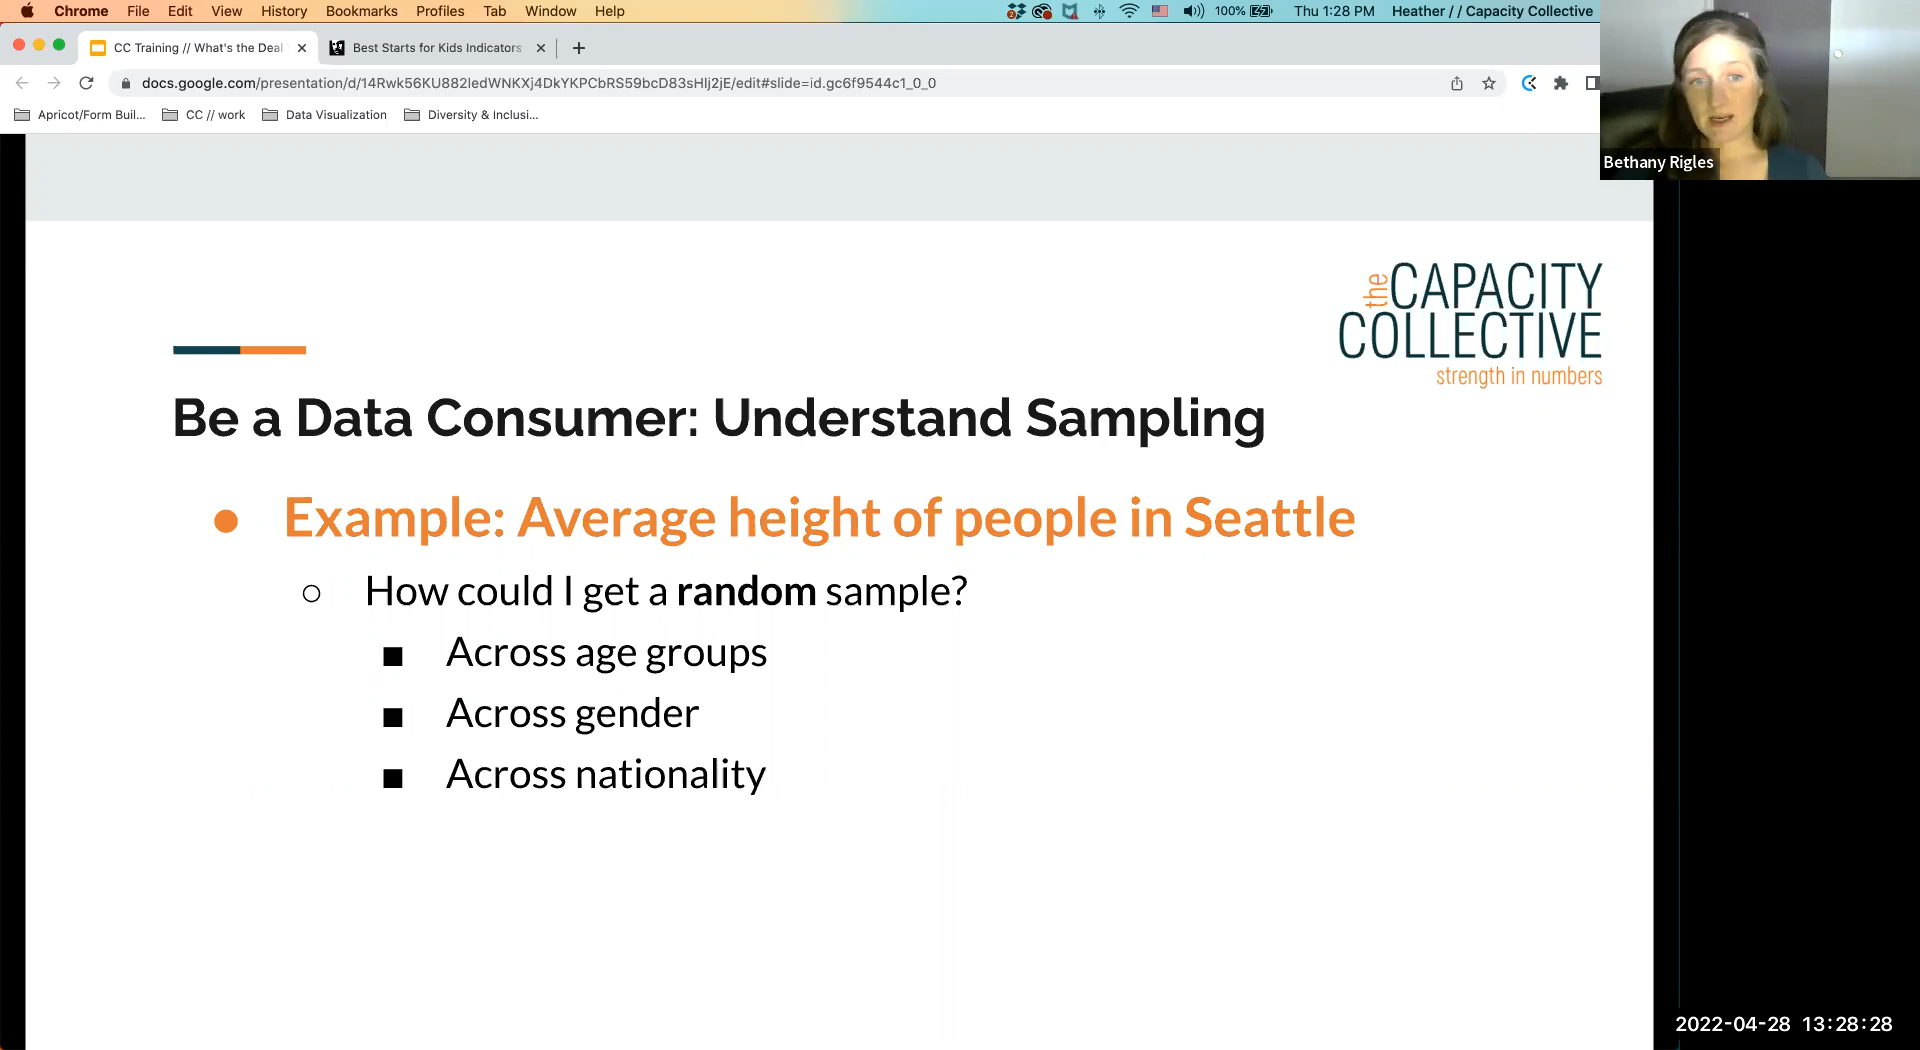 Chrome File Edit View History Bookmarks Profiles Tab Window Help 100% Thu 1:28 PM Heather // Capacity Collective
CC Training // What's the Deal Best Starts for Kids Indicators
docs.google.com/presentation/d/14Rwk56KU882ledWNKXj4DkYKPCbRS59bcD83sHlj2jE/edit#slide=id.gc6f9544c1_0_0
Apricot/Form Buil... CC // work Data Visualization Diversity & Inclusi...
Bethany Rigles
the CAPACITY
COLLECTIVE
strength in numbers
Be a Data Consumer: Understand Sampling
● Example: Average height of people in Seattle
○ How could I get a random sample?
■ Across age groups
■ Across gender
■ Across nationality
2022-04-28 13:28:28